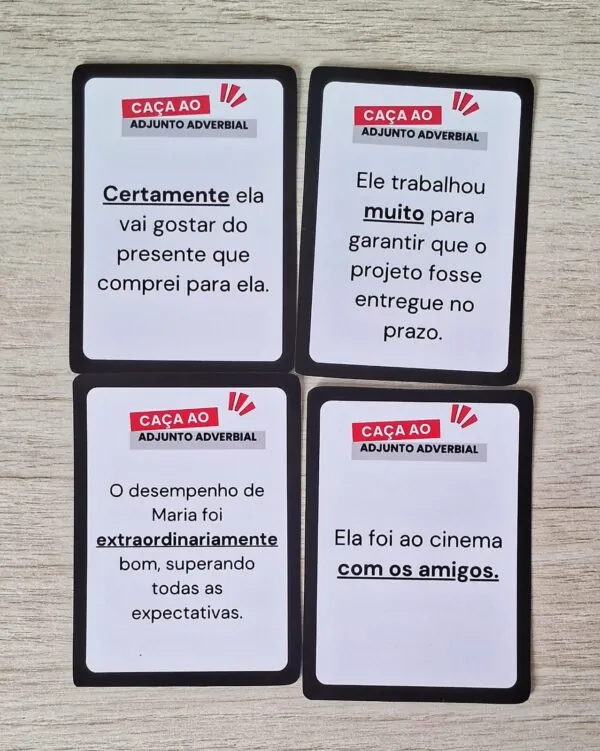 CAÇA AO
ADJUNTO ADVERBIAL
Certamente ela
vai gostar do
presente que
comprei para ela.
CAÇA AO
ADJUNTO ADVERBIAL
Ele trabalhou
muito para
garantir que o
projeto fosse
entregue no
prazo.
CAÇA AO
ADJUNTO ADVERBIAL
O desempenho de
Maria foi
extraordinariamente
bom, superando
todas as
expectativas.
CAÇA AO
ADJUNTO ADVERBIAL
Ela foi ao cinema
com os amigos.